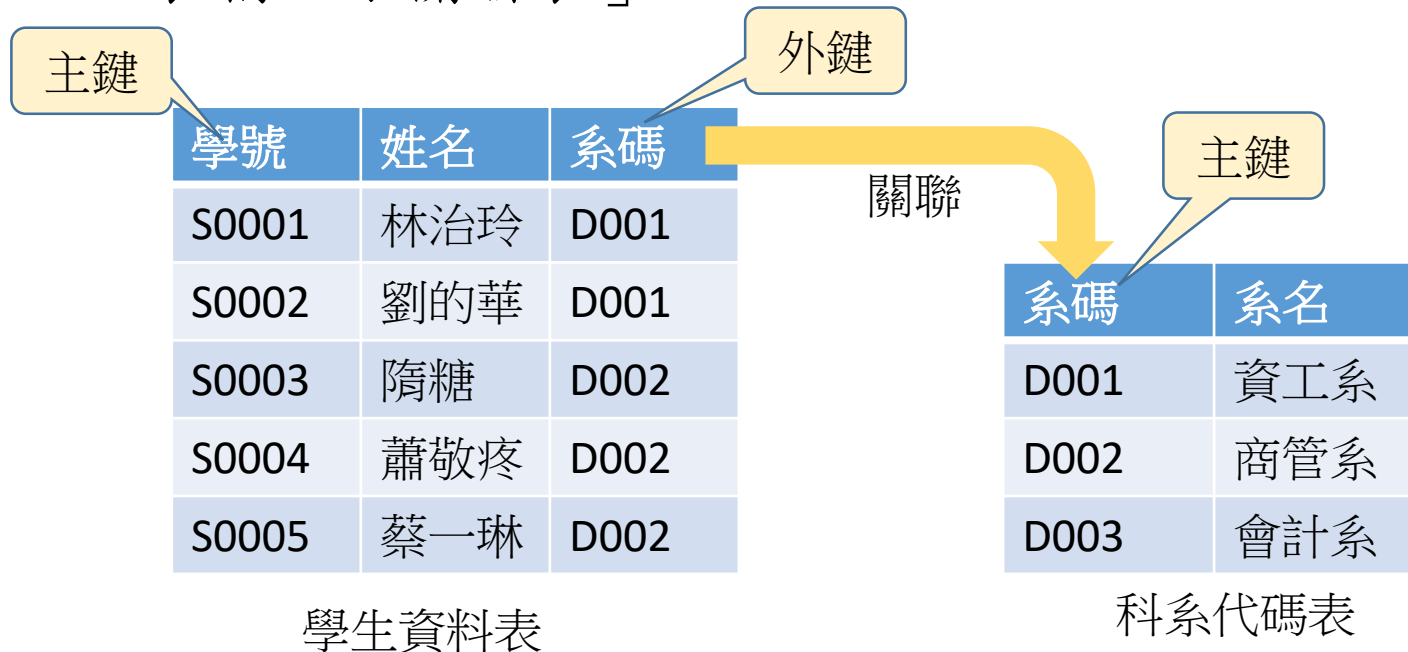 主鍵
外鍵
學號 姓名 系碼
S0001 林治玲 D001
S0002 劉的華 D001
S0003 隋糖 D002
S0004 蕭敬疼 D002
S0005 蔡一琳 D002
學生資料表
關聯
主鍵
系碼 系名
D001 資工系
D002 商管系
D003 會計系
科系代碼表